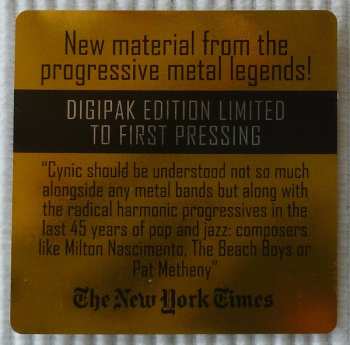 New material from the
progressive metal legends!
DIGIPAK EDITION LIMITED
TO FIRST PRESSING
"Cynic should be understood not so much
alongside any metal bands but along with
the radical harmonic progressives in the
last 45 years of pop and jazz: composers
like Milton Nascimento, The Beach Boys or
Pat Metheny"
The New York Times